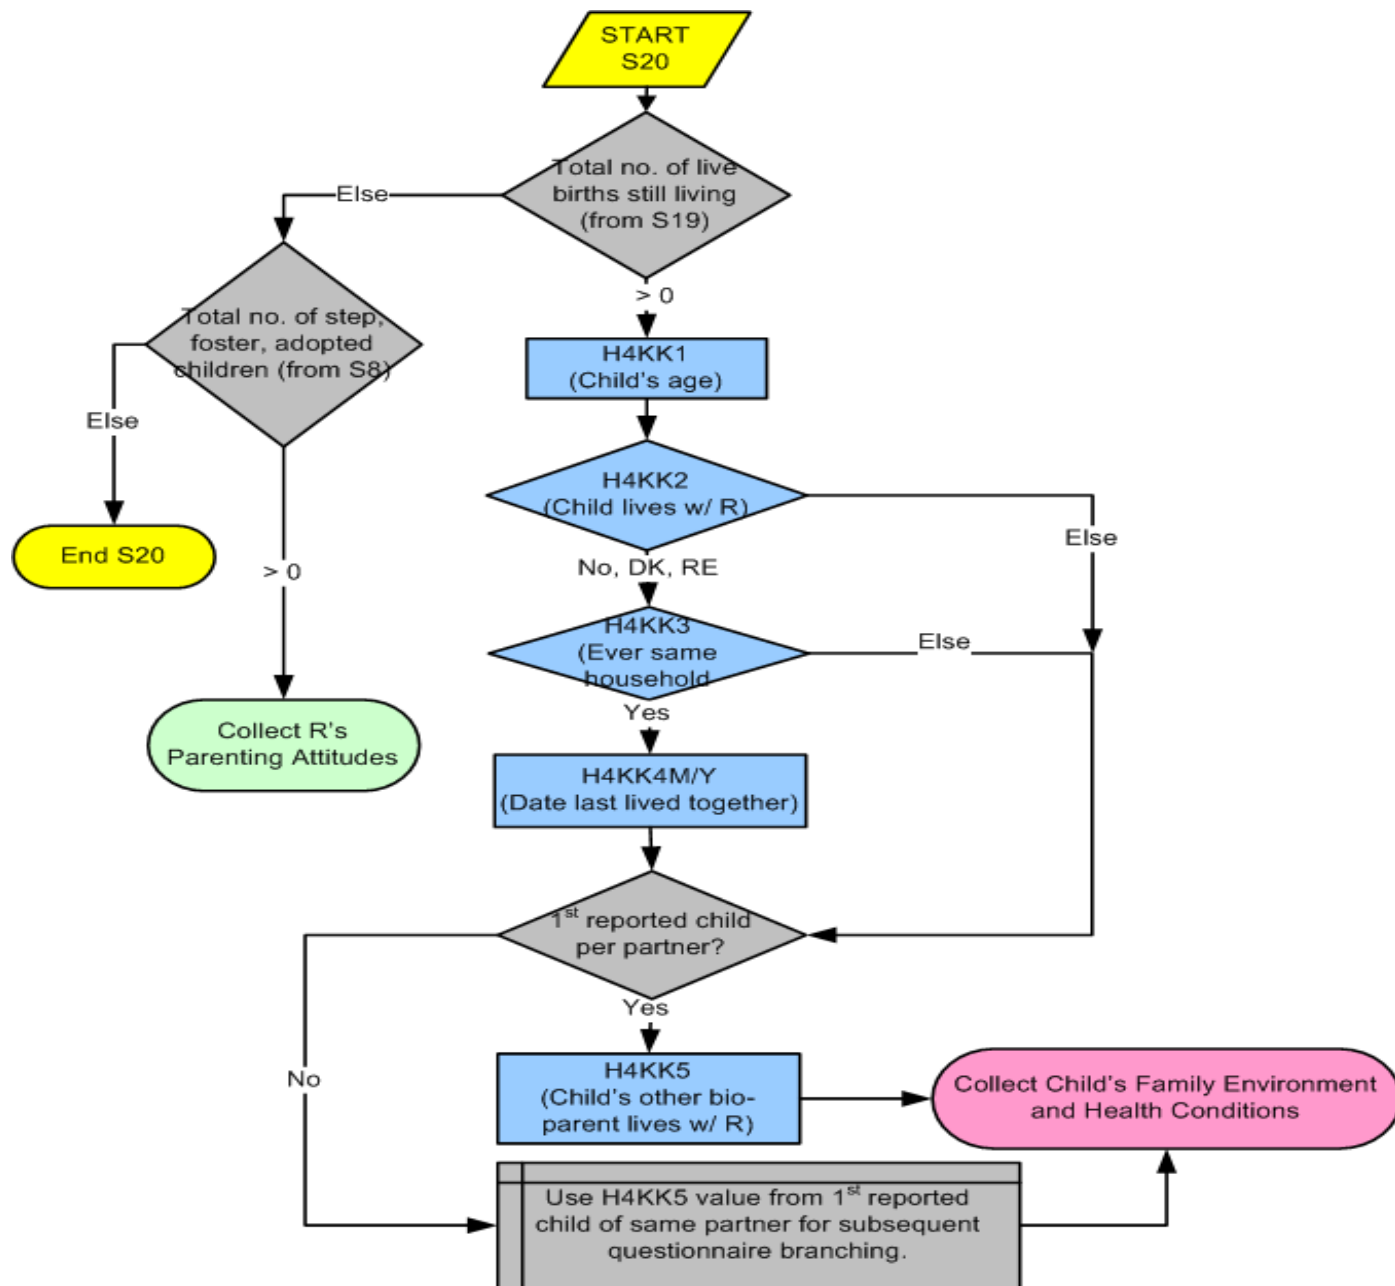 START
S20
Total no. of live
births still living
(from S19)
Else
> 0
Total no. of step,
foster, adopted
children (from S8)
H4KK1
(Child's age)
Else
H4KK2
(Child lives w/ R)
Else
End S20
> 0
No, DK, RE
H4KK3
(Ever same
household
Else
Yes
Collect R's
Parenting Attitudes
H4KK4M/Y
(Date last lived together)
1st reported child
per partner?
Yes
No
H4KK5
(Child's other bio-
parent lives w/ R)
Collect Child's Family Environment
and Health Conditions
Use H4KK5 value from 1st reported
child of same partner for subsequent
questionnaire branching.